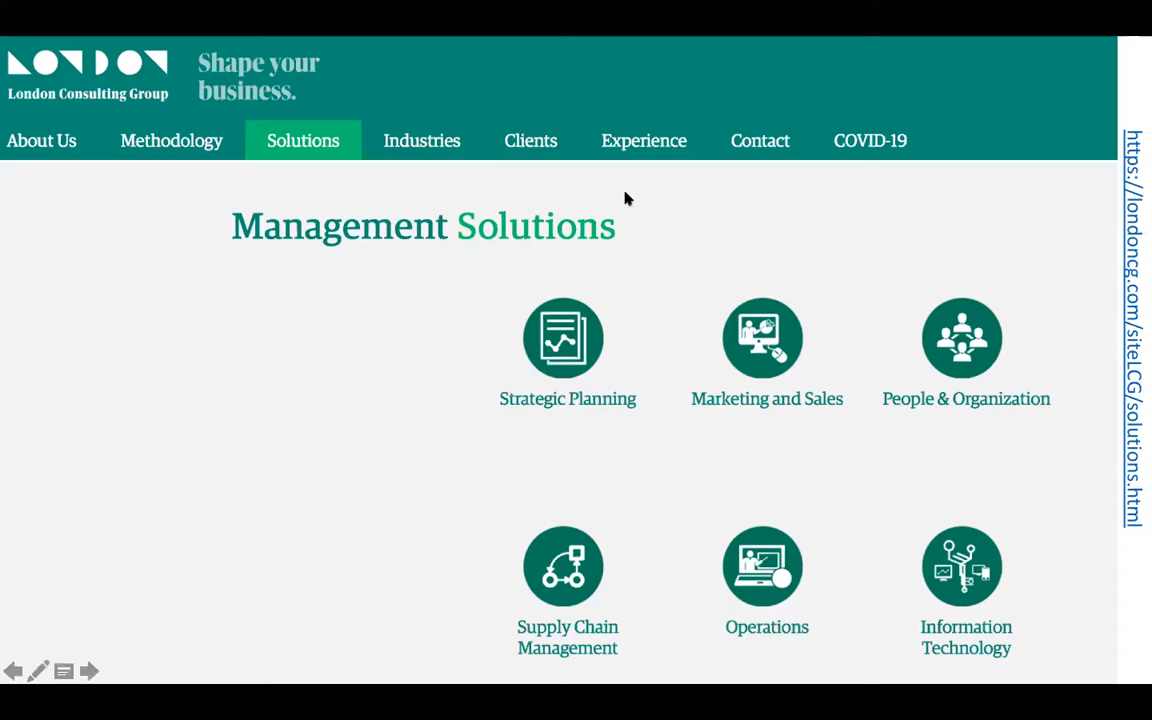 LONDON
London Consulting Group
Shape your
business.
About Us Methodology Solutions Industries Clients Experience Contact COVID-19
Management Solutions
Strategic Planning Marketing and Sales People & Organization
Supply Chain
Management
Operations
Information
Technology
https://londoncg.com/siteLCG/solutions.html